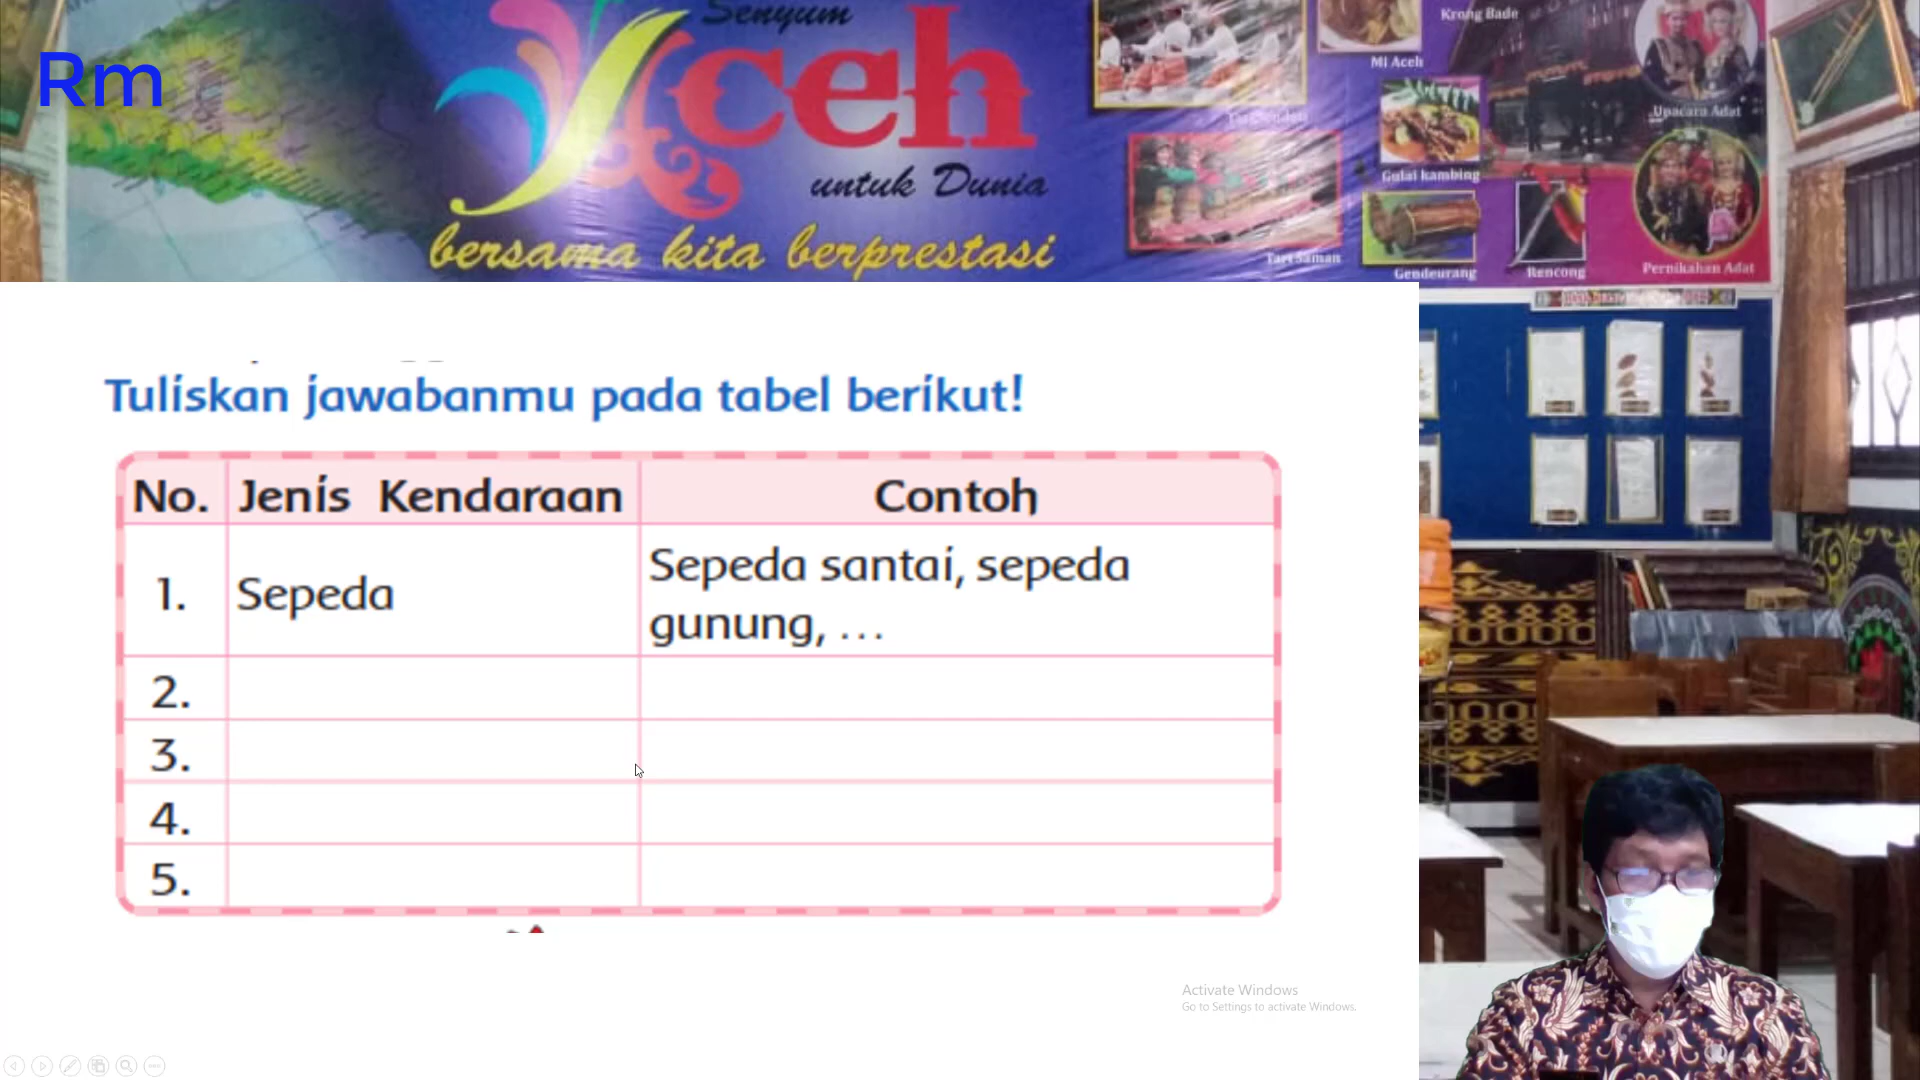 Rm
Senyum
Aceh
untuk Dunia
bersama kita berprestasi
Krong Bade
MI Aceh
Upacara Adat
Gulai kambing
Tari Saman
Gendeurang
Rencong
Pernikahan Adat
Tuliskan jawabanmu pada tabel berikut!
No. Jenis Kendaraan Contoh
1. Sepeda Sepeda santai, sepeda
gunung, ...
2.
3.
4.
5.
Activate Windows
Go to Settings to activate Windows.